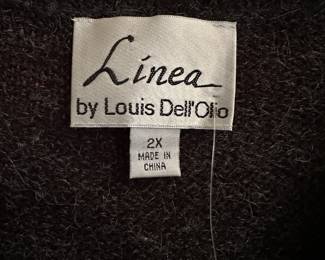 Linea
by Louis Dell'Olio
2X
MADE IN
CHINA